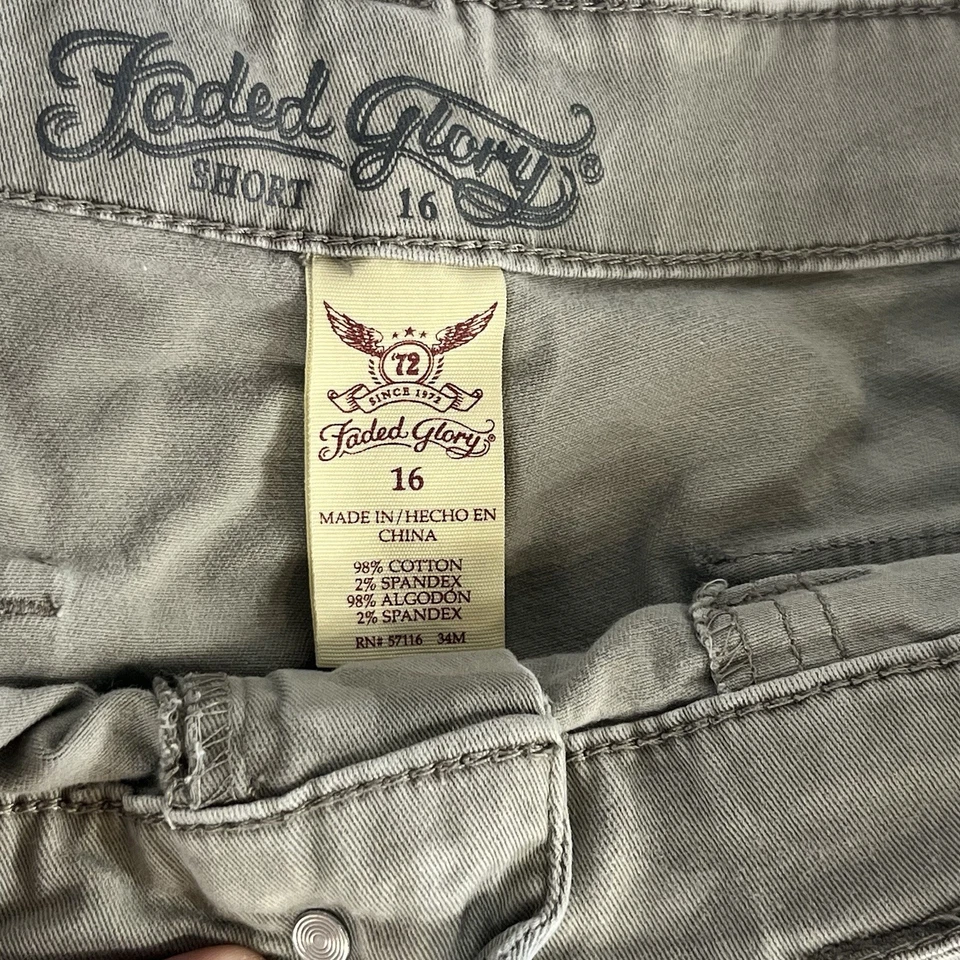 Faded Glory®
SHORT 16
'72
SINCE 1972
Faded Glory®
16
MADE IN/HECHO EN
CHINA
98% COTTON
2% SPANDEX
98% ALGODÓN
2% SPANDEX
RN# 57116 34M